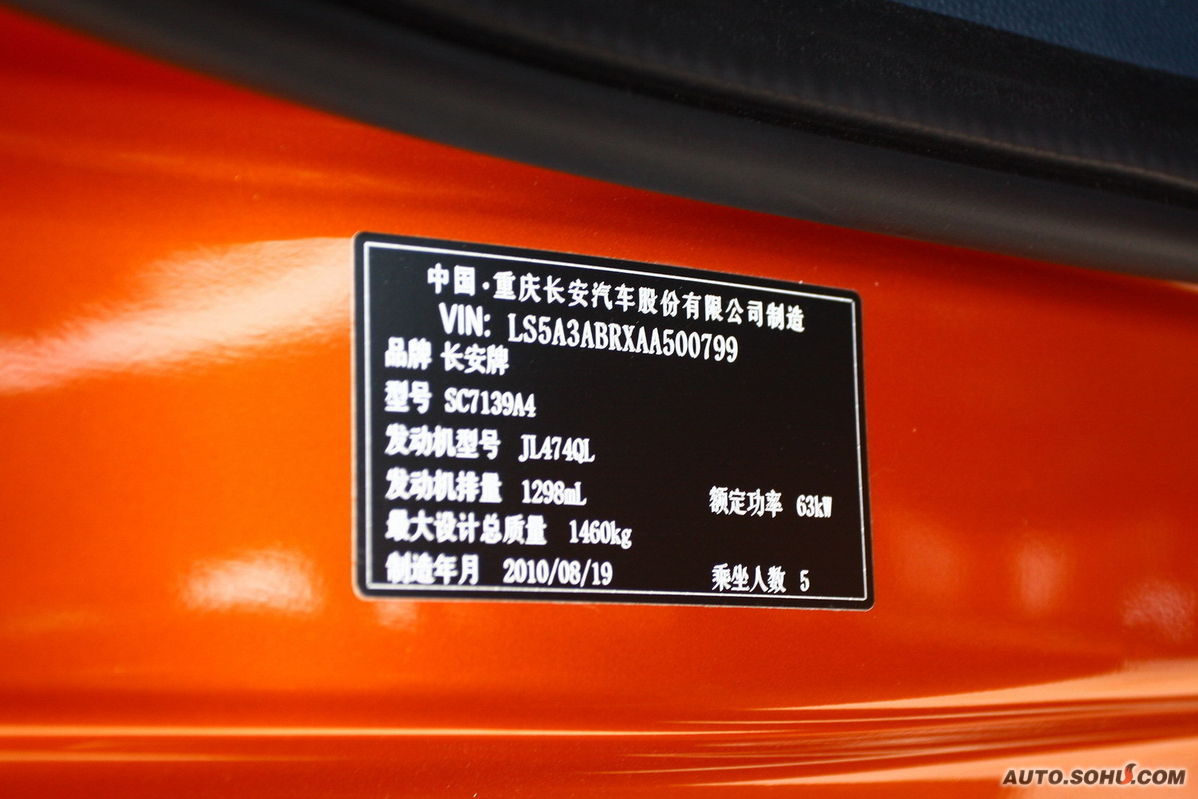 中国·重庆长安汽车股份有限公司制造
VIN: LS5A3ABRXAA500799
品牌 长安牌
型号 SC7139A4
发动机型号 JL474QL
发动机排量 1298mL 额定功率 63kW
最大设计总质量 1460kg
制造年月 2010/08/19 乘坐人数 5
AUTO.SOHU.COM